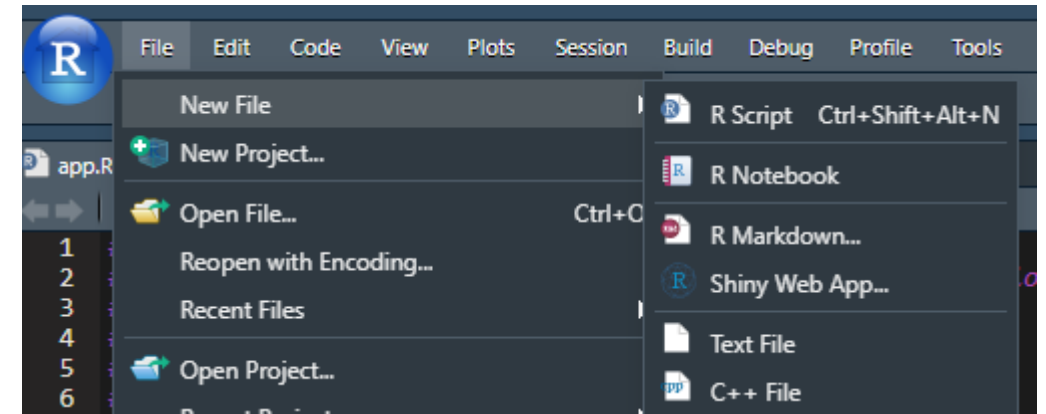 R
File Edit Code View Plots Session Build Debug Profile Tools
New File
New Project...
Open File... Ctrl+O
Reopen with Encoding...
Recent Files
Open Project...
R Script Ctrl+Shift+Alt+N
R Notebook
R Markdown...
Shiny Web App...
Text File
C++ File
app.R
1
2
3
4
5
6